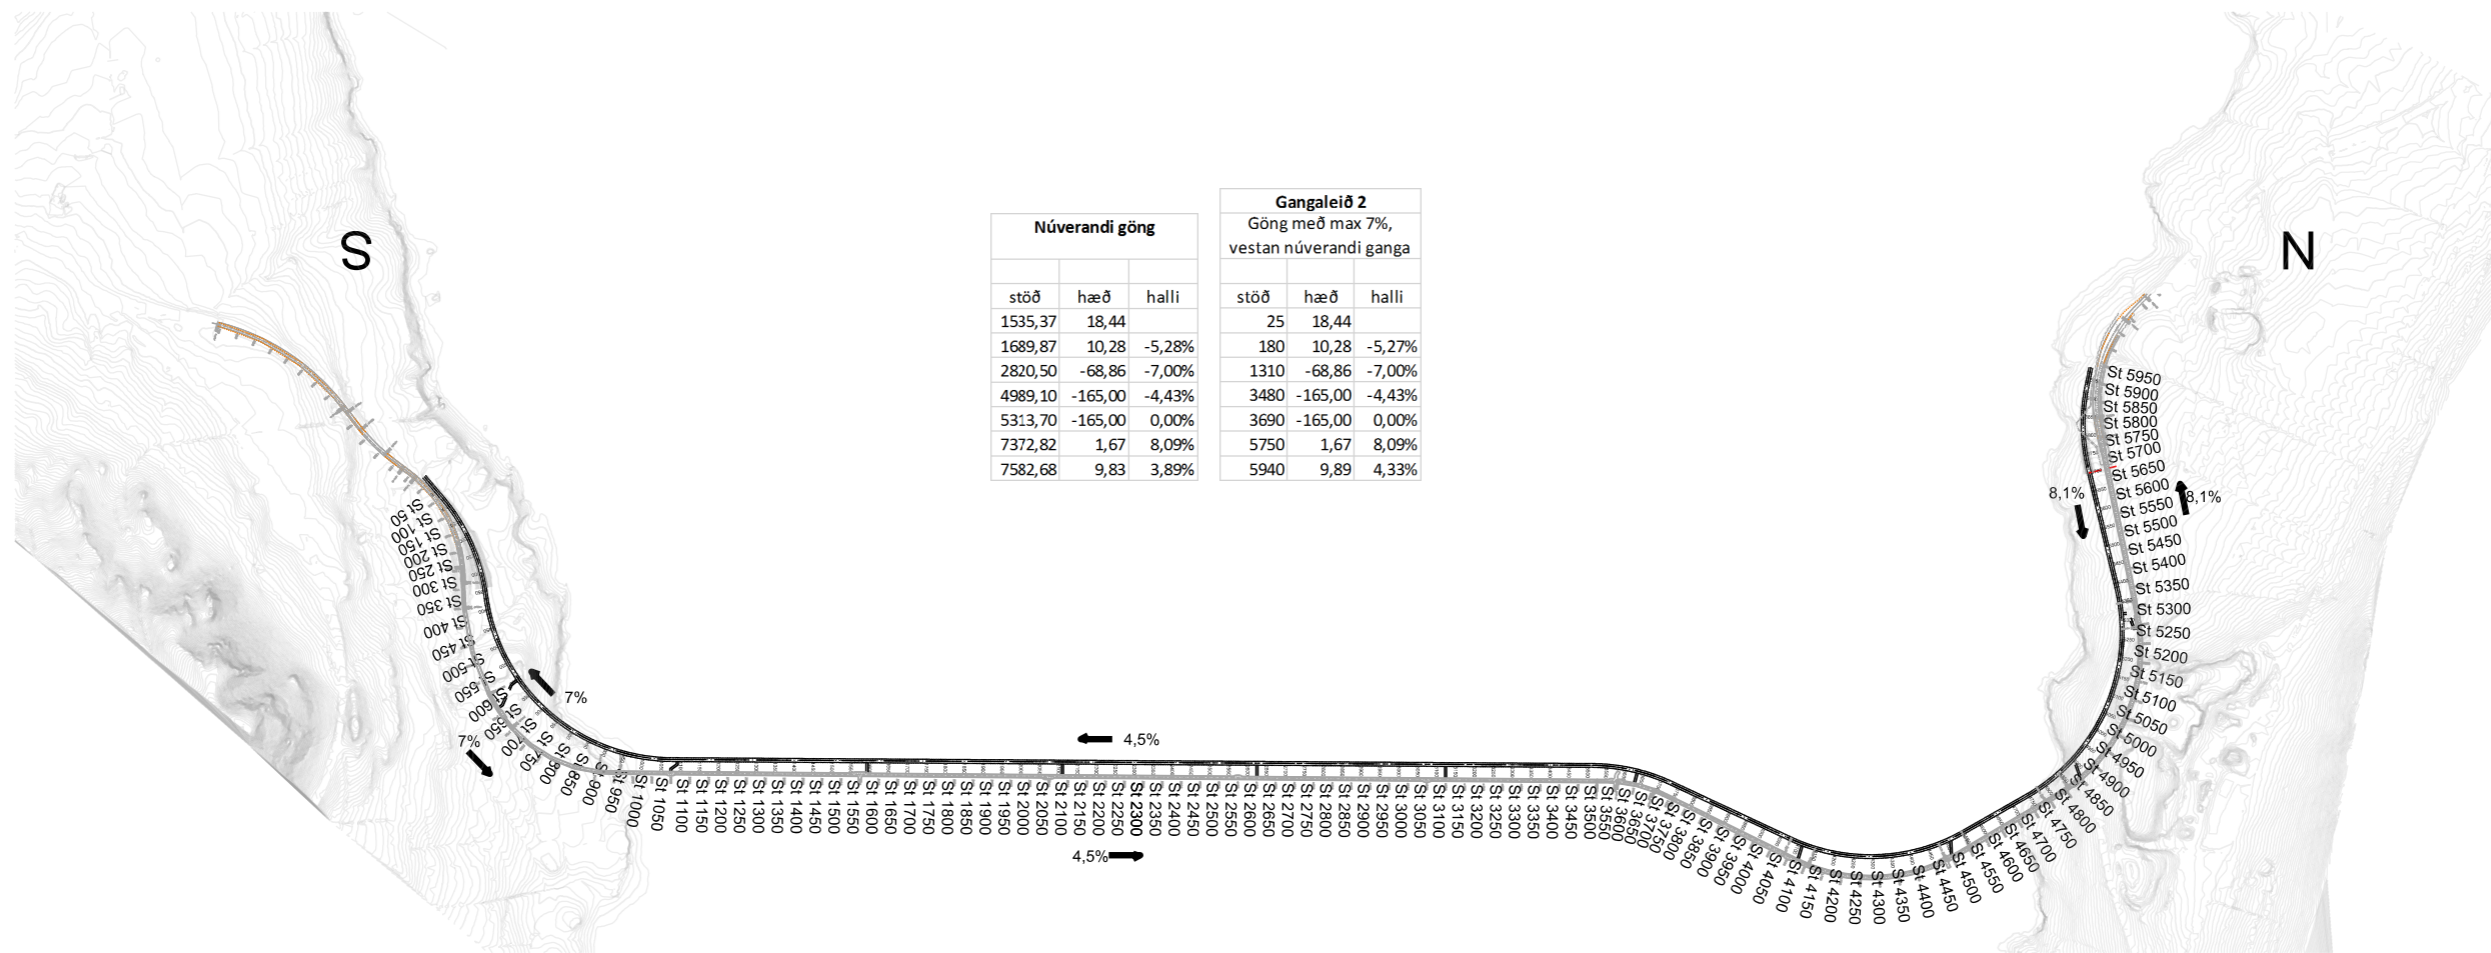 S
N
Núverandi göng
stöð hæð halli
1535,37 18,44
1689,87 10,28 -5,28%
2820,50 -68,86 -7,00%
4989,10 -165,00 -4,43%
5313,70 -165,00 0,00%
7372,82 1,67 8,09%
7582,68 9,83 3,89%
Gangaleið 2
Göng með max 7%,
vestan núverandi ganga
stöð hæð halli
25 18,44
180 10,28 -5,27%
1310 -68,86 -7,00%
3480 -165,00 -4,43%
3690 -165,00 0,00%
5750 1,67 8,09%
5940 9,89 4,33%
St 50
St 100
St 150
St 200
St 250
St 300
St 350
St 400
St 450
St 500
St 550
St 600
St 650
St 700
St 750
St 800
St 850
St 900
St 950
St 1000
St 1050
St 1100
St 1150
St 1200
St 1250
St 1300
St 1350
St 1400
St 1450
St 1500
St 1550
St 1600
St 1650
St 1700
St 1750
St 1800
St 1850
St 1900
St 1950
St 2000
St 2050
St 2100
St 2150
St 2200
St 2250
St 2300
St 2350
St 2400
St 2450
St 2500
St 2550
St 2600
St 2650
St 2700
St 2750
St 2800
St 2850
St 2900
St 2950
St 3000
St 3050
St 3100
St 3150
St 3200
St 3250
St 3300
St 3350
St 3400
St 3450
St 3500
St 3550
St 3600
St 3650
St 3700
St 3750
St 3800
St 3850
St 3900
St 3950
St 4000
St 4050
St 4100
St 4150
St 4200
St 4250
St 4300
St 4350
St 4400
St 4450
St 4500
St 4550
St 4600
St 4650
St 4700
St 4750
St 4800
St 4850
St 4900
St 4950
St 5000
St 5050
St 5100
St 5150
St 5200
St 5250
St 5300
St 5350
St 5400
St 5450
St 5500
St 5550
St 5600
St 5650
St 5700
St 5750
St 5800
St 5850
St 5900
St 5950
7%
7%
4,5%
4,5%
8,1%
8,1%